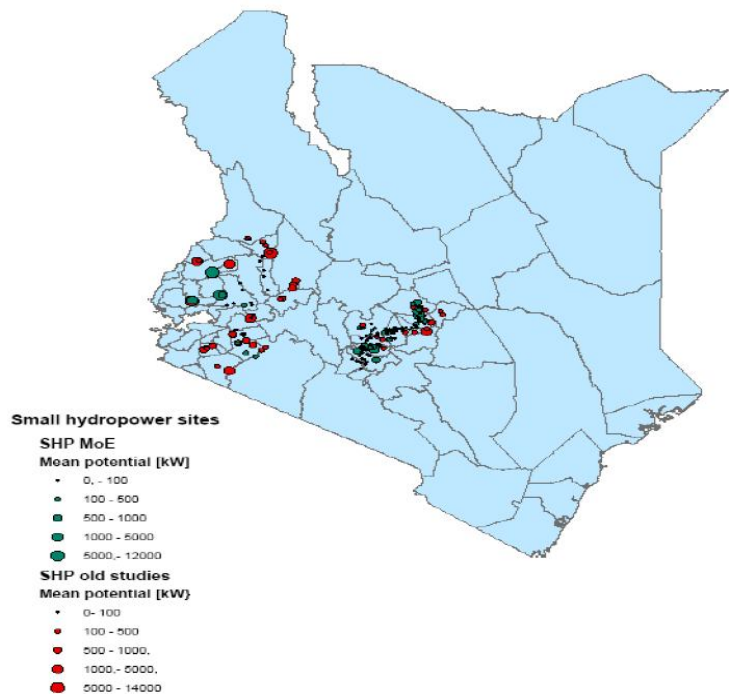 Small hydropower sites
SHP MoE
Mean potential [kW]
0, - 100
100 - 500
500 - 1000
1000 - 5000
5000,- 12000
SHP old studies
Mean potential [kW}
0- 100
100 - 500
500 - 1000,
1000,- 5000,
5000 - 14000